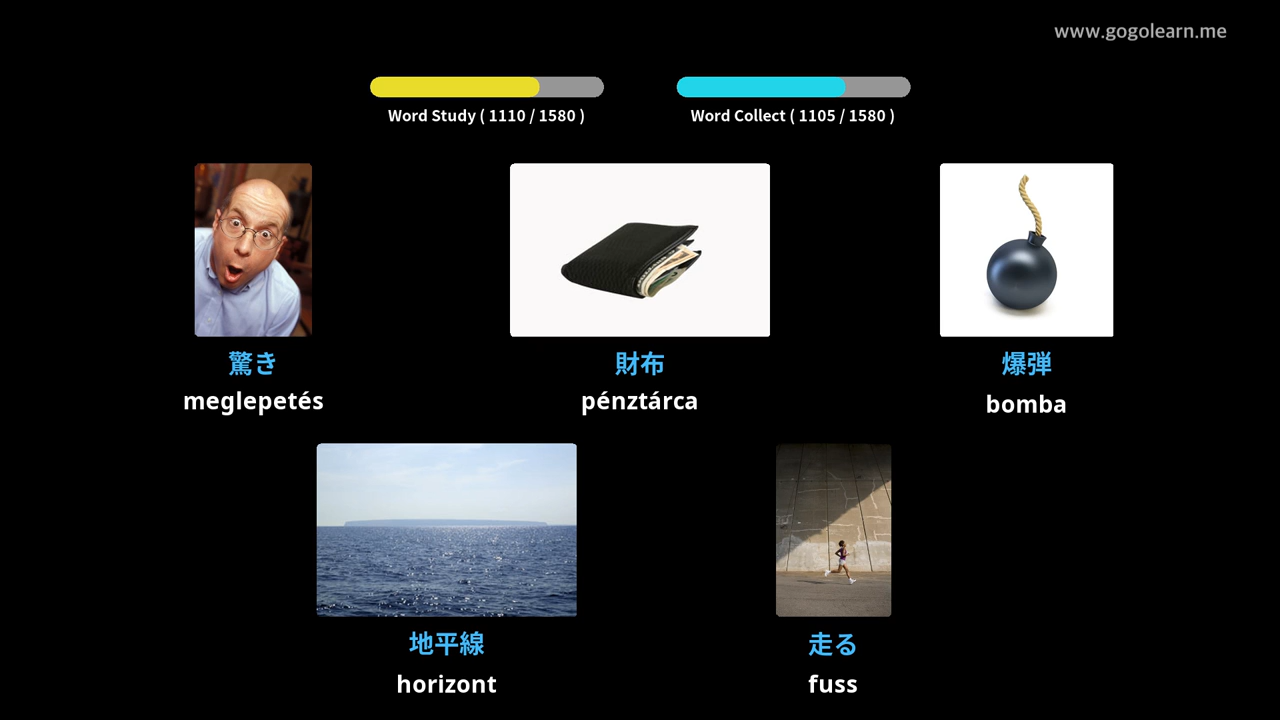 www.gogolearn.me
Word Study ( 1110 / 1580 )
Word Collect ( 1105 / 1580 )
驚き
meglepetés
財布
pénztárca
爆弾
bomba
地平線
horizont
走る
fuss